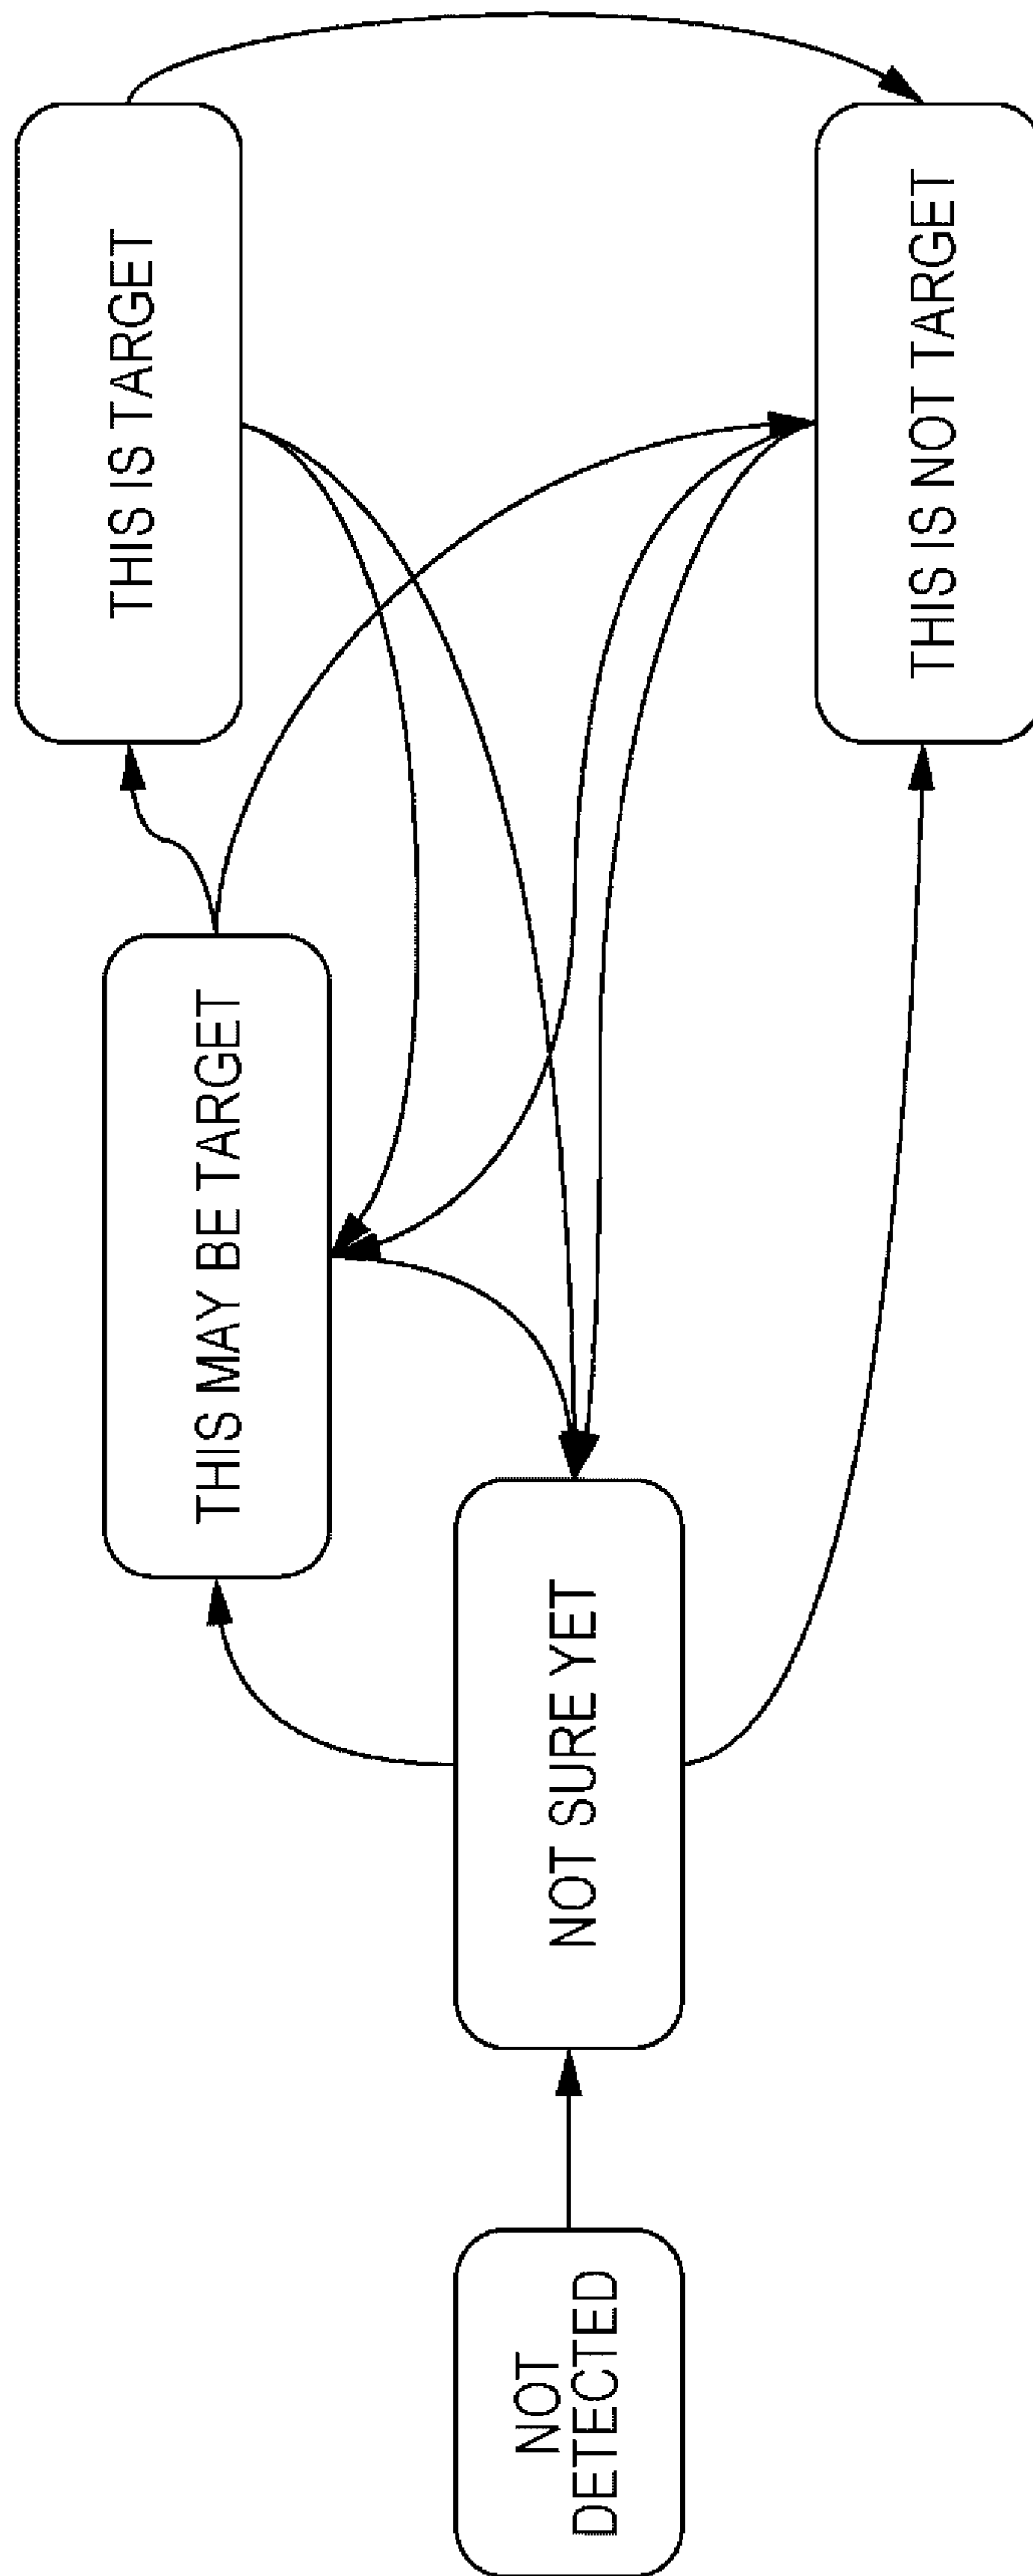 NOT
DETECTED
NOT SURE YET
THIS MAY BE TARGET
THIS IS TARGET
THIS IS NOT TARGET